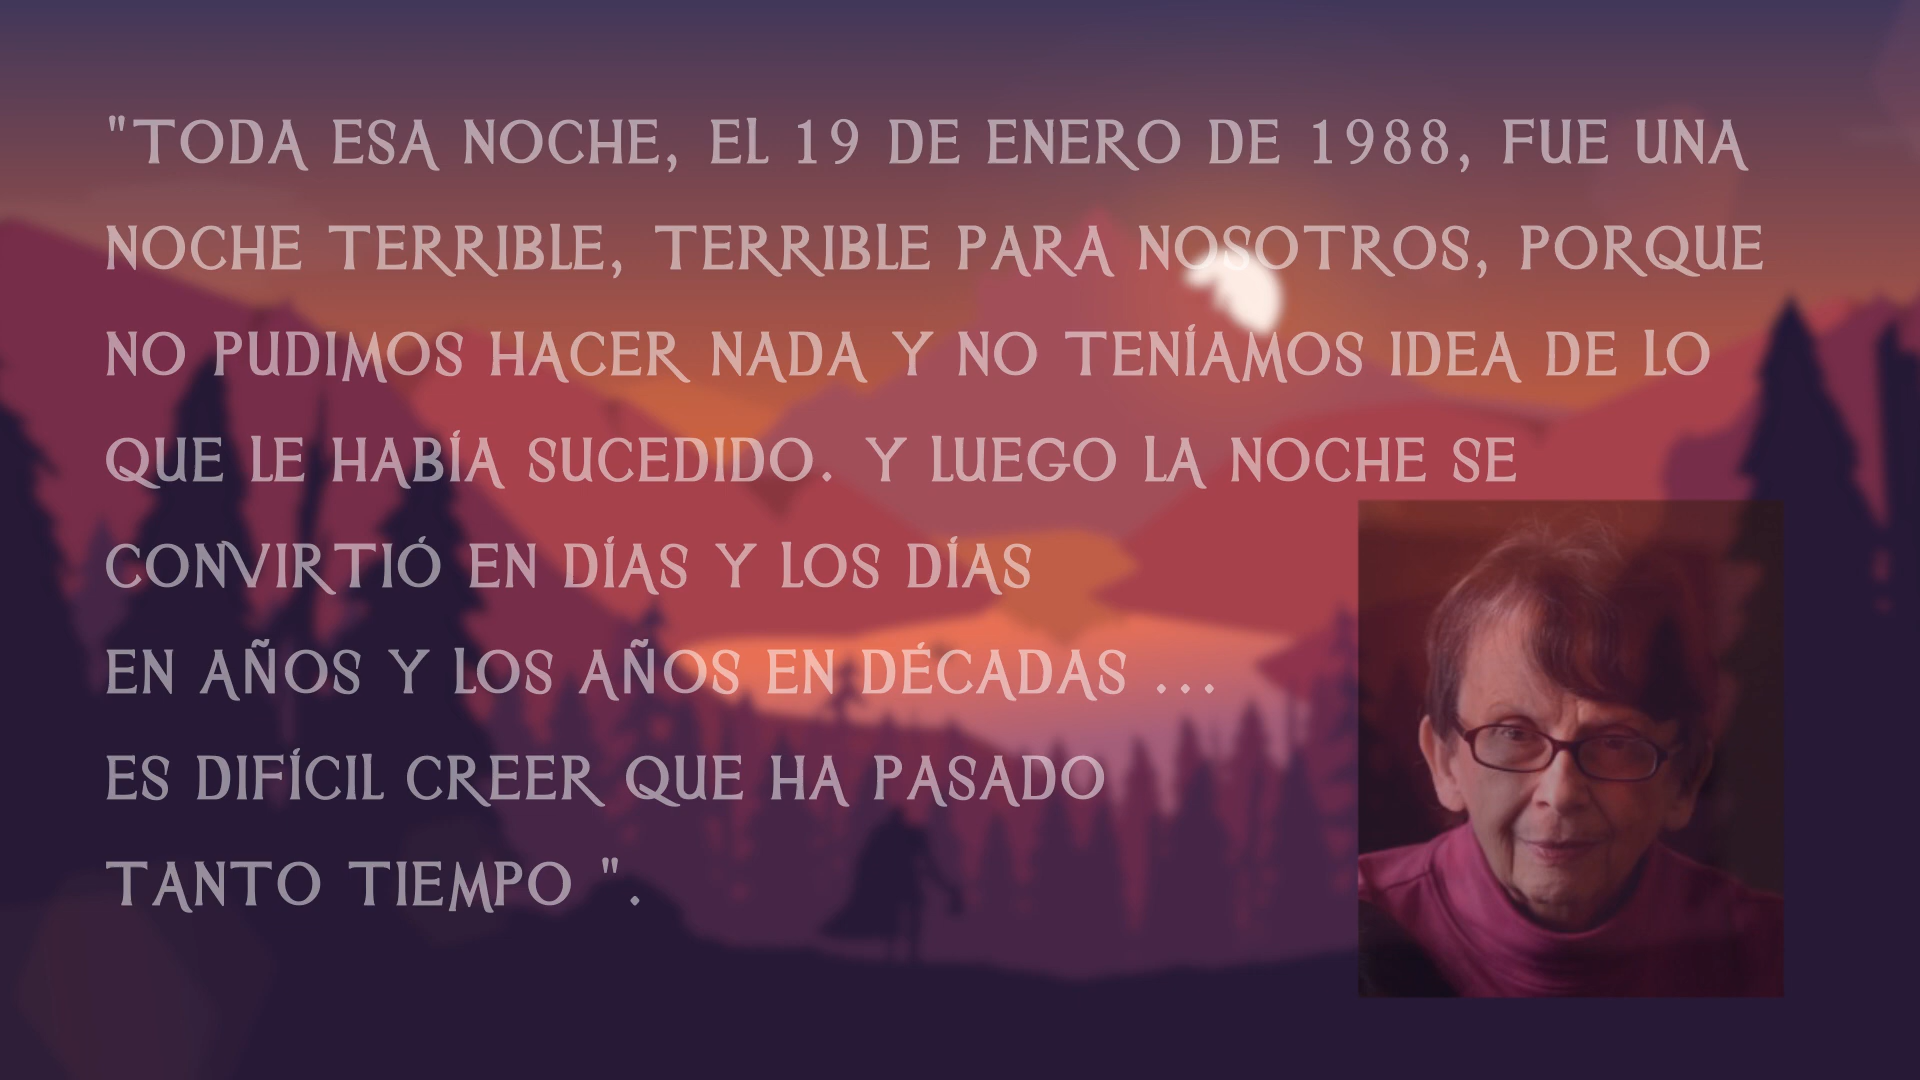 "TODA ESA NOCHE, EL 19 DE ENERO DE 1988, FUE UNA
NOCHE TERRIBLE, TERRIBLE PARA NOSOTROS, PORQUE
NO PUDIMOS HACER NADA Y NO TENÍAMOS IDEA DE LO
QUE LE HABÍA SUCEDIDO. Y LUEGO LA NOCHE SE
CONVIRTIÓ EN DÍAS Y LOS DÍAS
EN AÑOS Y LOS AÑOS EN DÉCADAS ...
ES DIFÍCIL CREER QUE HA PASADO
TANTO TIEMPO ".